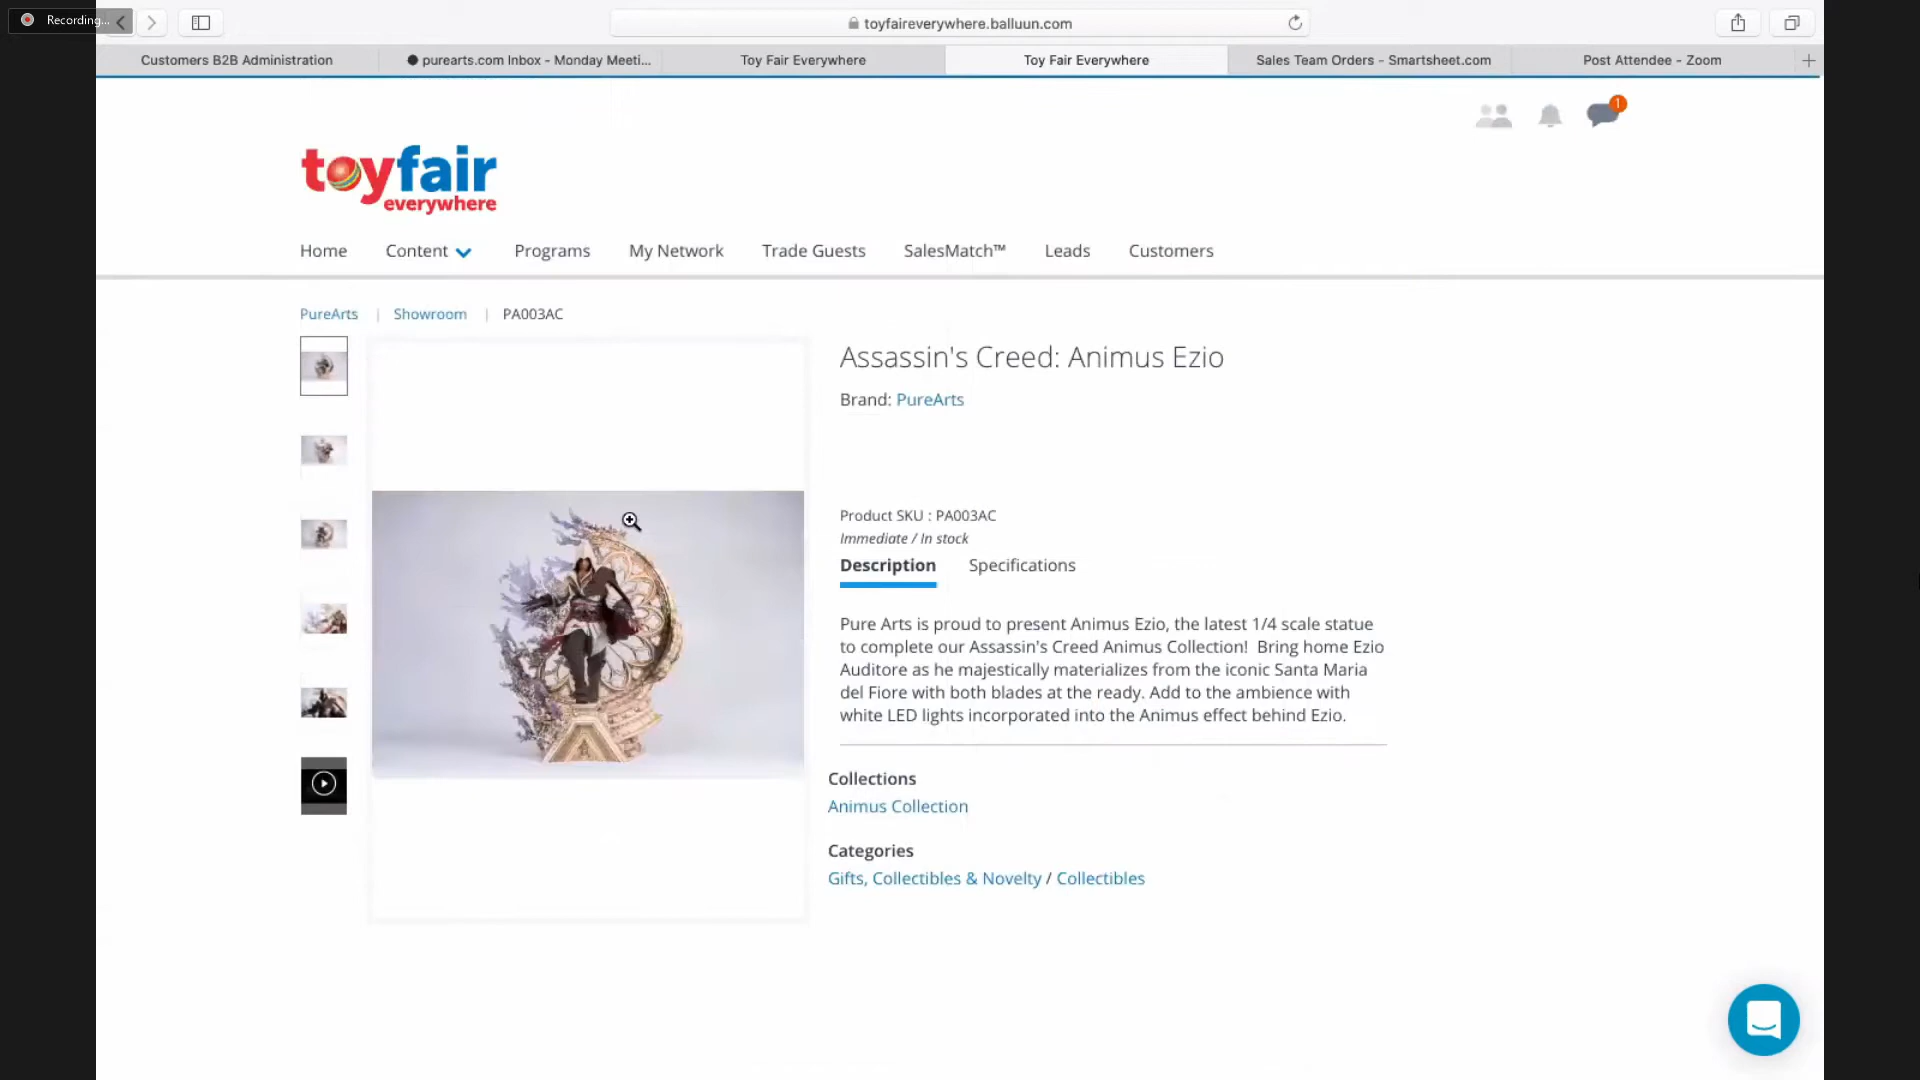 Recording...
toyfaireverywhere.balluun.com
Customers B2B Administration
purearts.com Inbox - Monday Meeti...
Toy Fair Everywhere
Toy Fair Everywhere
Sales Team Orders - Smartsheet.com
Post Attendee - Zoom
1
toyfair
everywhere
Home
Content
Programs
My Network
Trade Guests
SalesMatch™
Leads
Customers
PureArts | Showroom | PA003AC
Assassin's Creed: Animus Ezio
Brand: PureArts
Product SKU : PA003AC
Immediate / In stock
Description
Specifications
Pure Arts is proud to present Animus Ezio, the latest 1/4 scale statue
to complete our Assassin's Creed Animus Collection!  Bring home Ezio
Auditore as he majestically materializes from the iconic Santa Maria
del Fiore with both blades at the ready. Add to the ambience with
white LED lights incorporated into the Animus effect behind Ezio.
Collections
Animus Collection
Categories
Gifts, Collectibles & Novelty / Collectibles